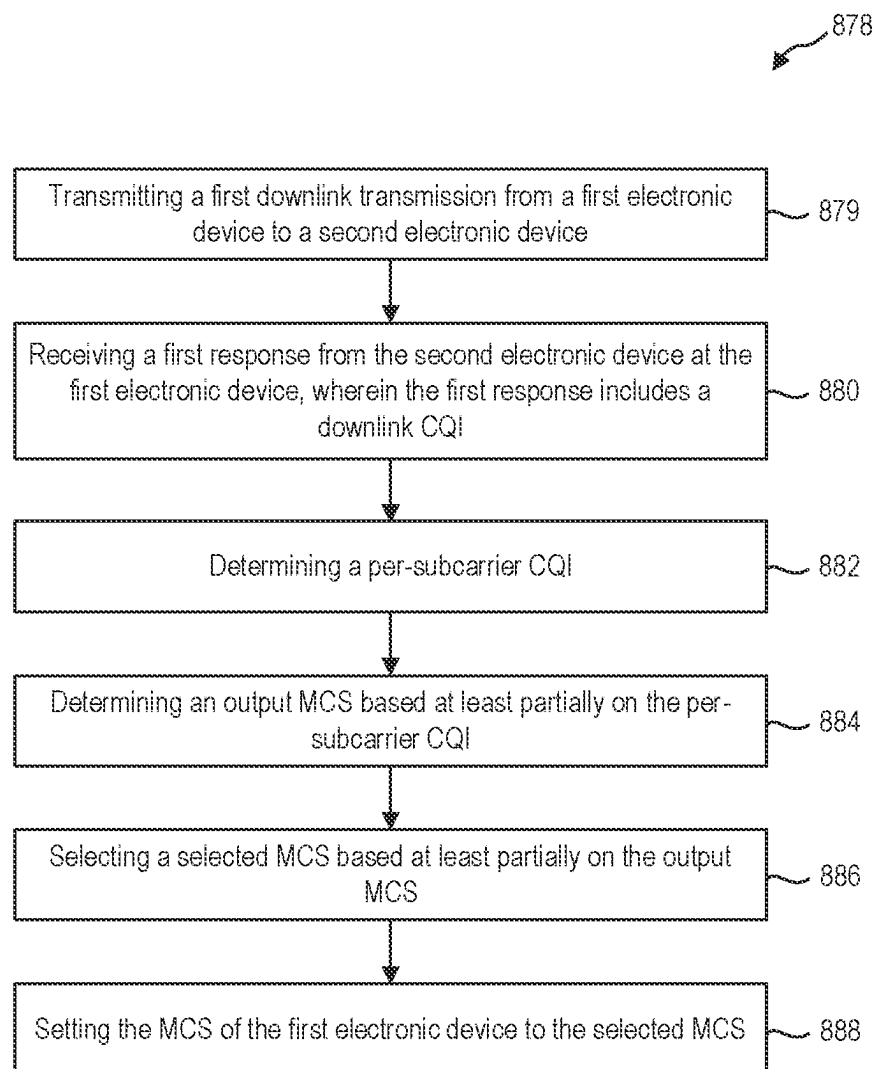 878
Transmitting a first downlink transmission from a first electronic
device to a second electronic device
879
Receiving a first response from the second electronic device at the
first electronic device, wherein the first response includes a
downlink CQI
880
Determining a per-subcarrier CQI
882
Determining an output MCS based at least partially on the per-
subcarrier CQI
884
Selecting a selected MCS based at least partially on the output
MCS
886
Setting the MCS of the first electronic device to the selected MCS
888